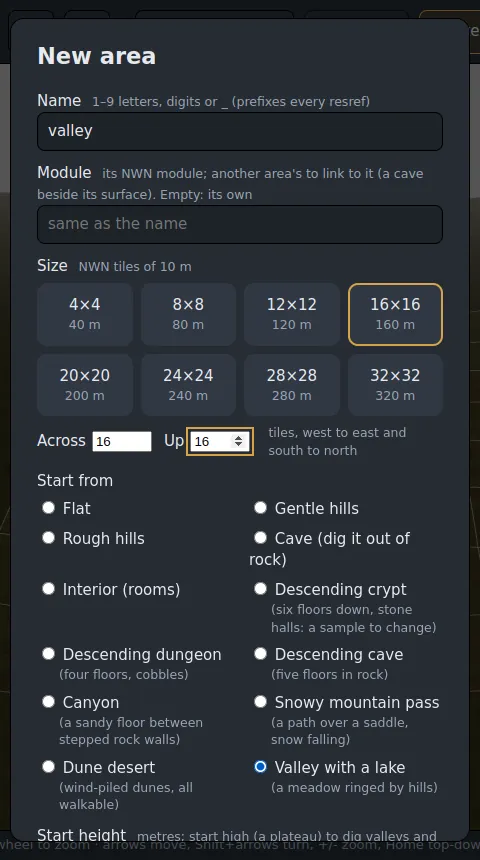 New area
Name 1–9 letters, digits or _ (prefixes every resref)
valley
Module its NWN module; another area's to link to it (a cave
beside its surface). Empty: its own
same as the name
Size NWN tiles of 10 m
4×4 8×8 12×12 16×16
40 m 80 m 120 m 160 m
20×20 24×24 28×28 32×32
200 m 240 m 280 m 320 m
Across 16 Up 16 tiles, west to east and
south to north
Start from
Flat Gentle hills
Rough hills Cave (dig it out of
rock)
Interior (rooms) Descending crypt
(six floors down, stone
halls: a sample to change)
Descending dungeon Descending cave
(four floors, cobbles) (five floors in rock)
Canyon Snowy mountain pass
(a sandy floor between (a path over a saddle,
stepped rock walls) snow falling)
Dune desert Valley with a lake
(wind-piled dunes, all (a meadow ringed by hills)
walkable)
Start height metres: start high (a plateau) to dig valleys and
wheel to zoom · arrows move, Shift+arrows turn, +/- zoom, Home top-dow